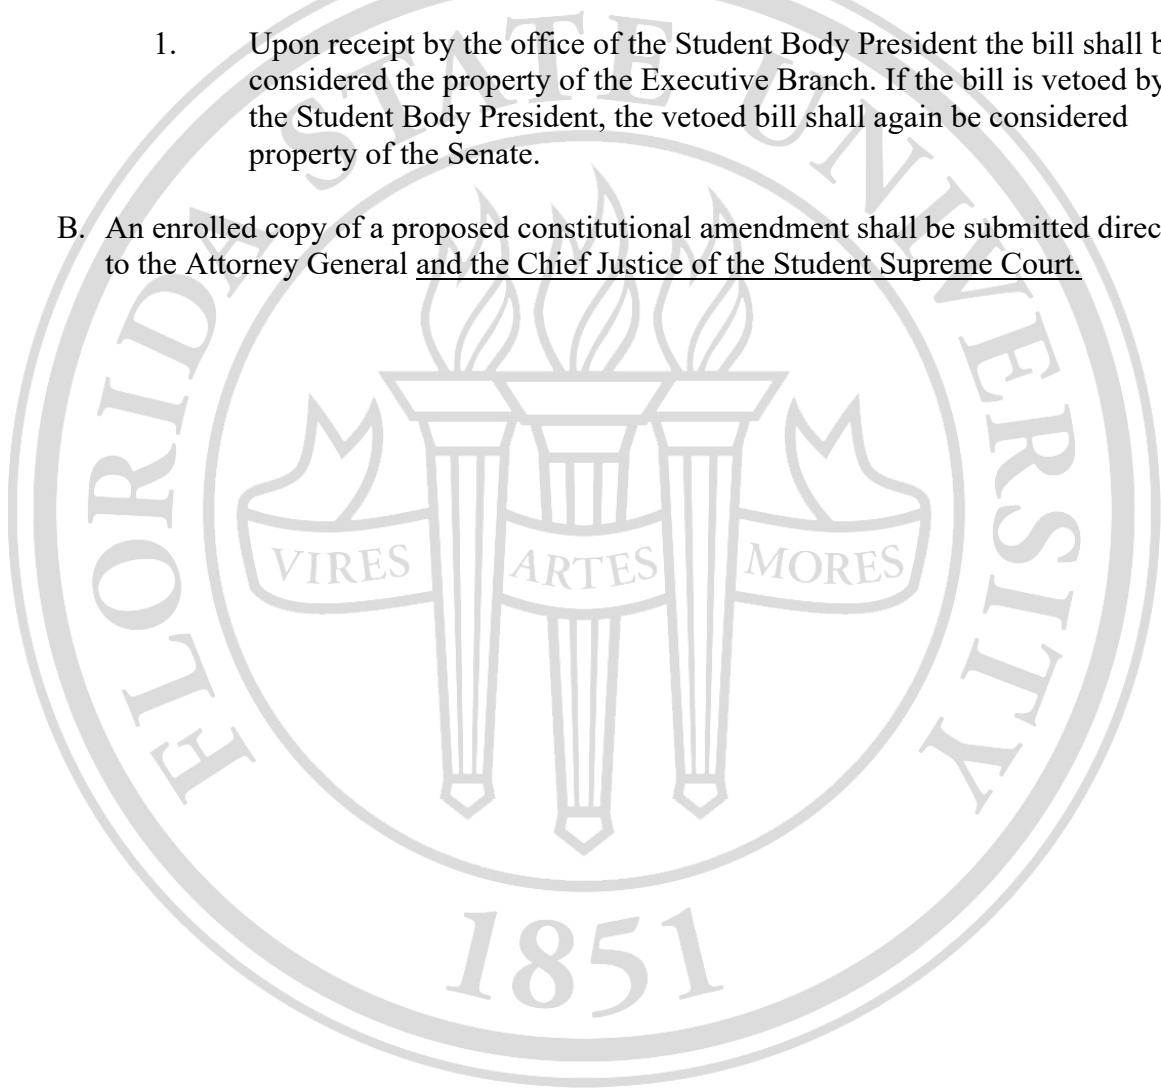 1. Upon receipt by the office of the Student Body President the bill shall b
considered the property of the Executive Branch. If the bill is vetoed by
the Student Body President, the vetoed bill shall again be considered
property of the Senate.
B. An enrolled copy of a proposed constitutional amendment shall be submitted direc
to the Attorney General and the Chief Justice of the Student Supreme Court.
FLORIDA STATE UNIVERSITY
VIRES ARTES MORES
1851